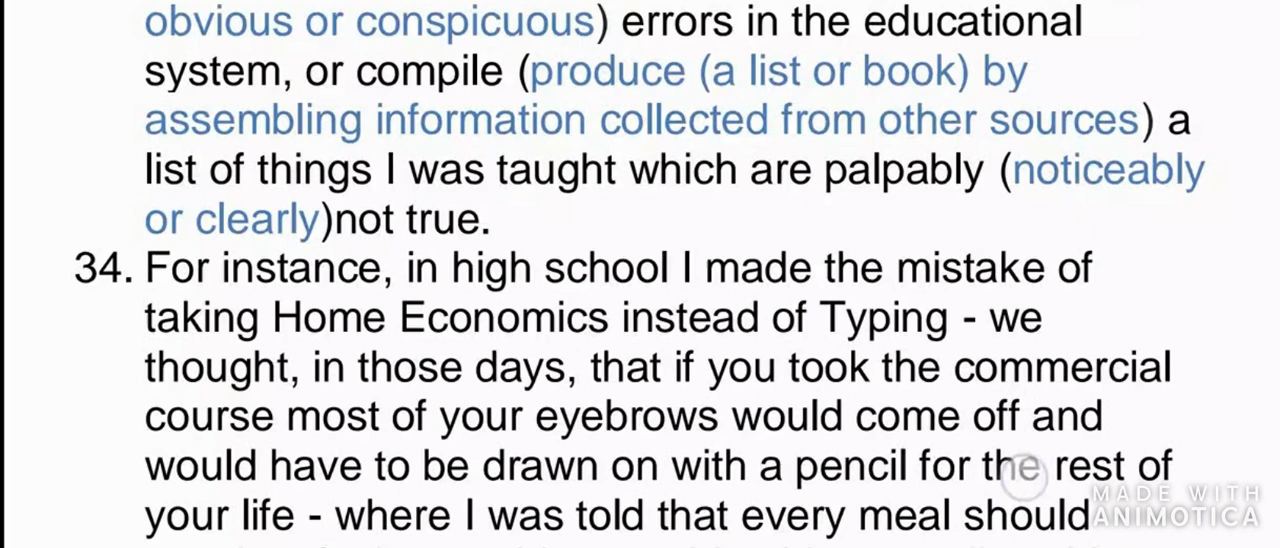 obvious or conspicuous) errors in the educational
system, or compile (produce (a list or book) by
assembling information collected from other sources) a
list of things I was taught which are palpably (noticeably
or clearly)not true.
34. For instance, in high school I made the mistake of
taking Home Economics instead of Typing - we
thought, in those days, that if you took the commercial
course most of your eyebrows would come off and
would have to be drawn on with a pencil for the rest of
your life - where I was told that every meal should
MADE WITH
ANIMOTICA